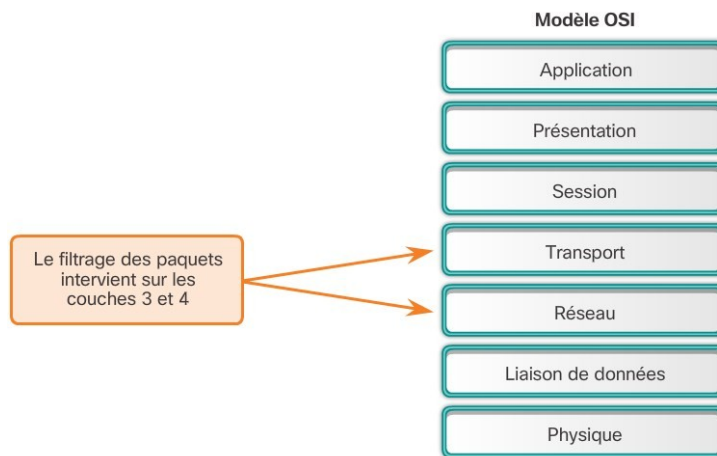 Modèle OSI
Application
Présentation
Session
Le filtrage des paquets
intervient sur les
couches 3 et 4
Transport
Réseau
Liaison de données
Physique